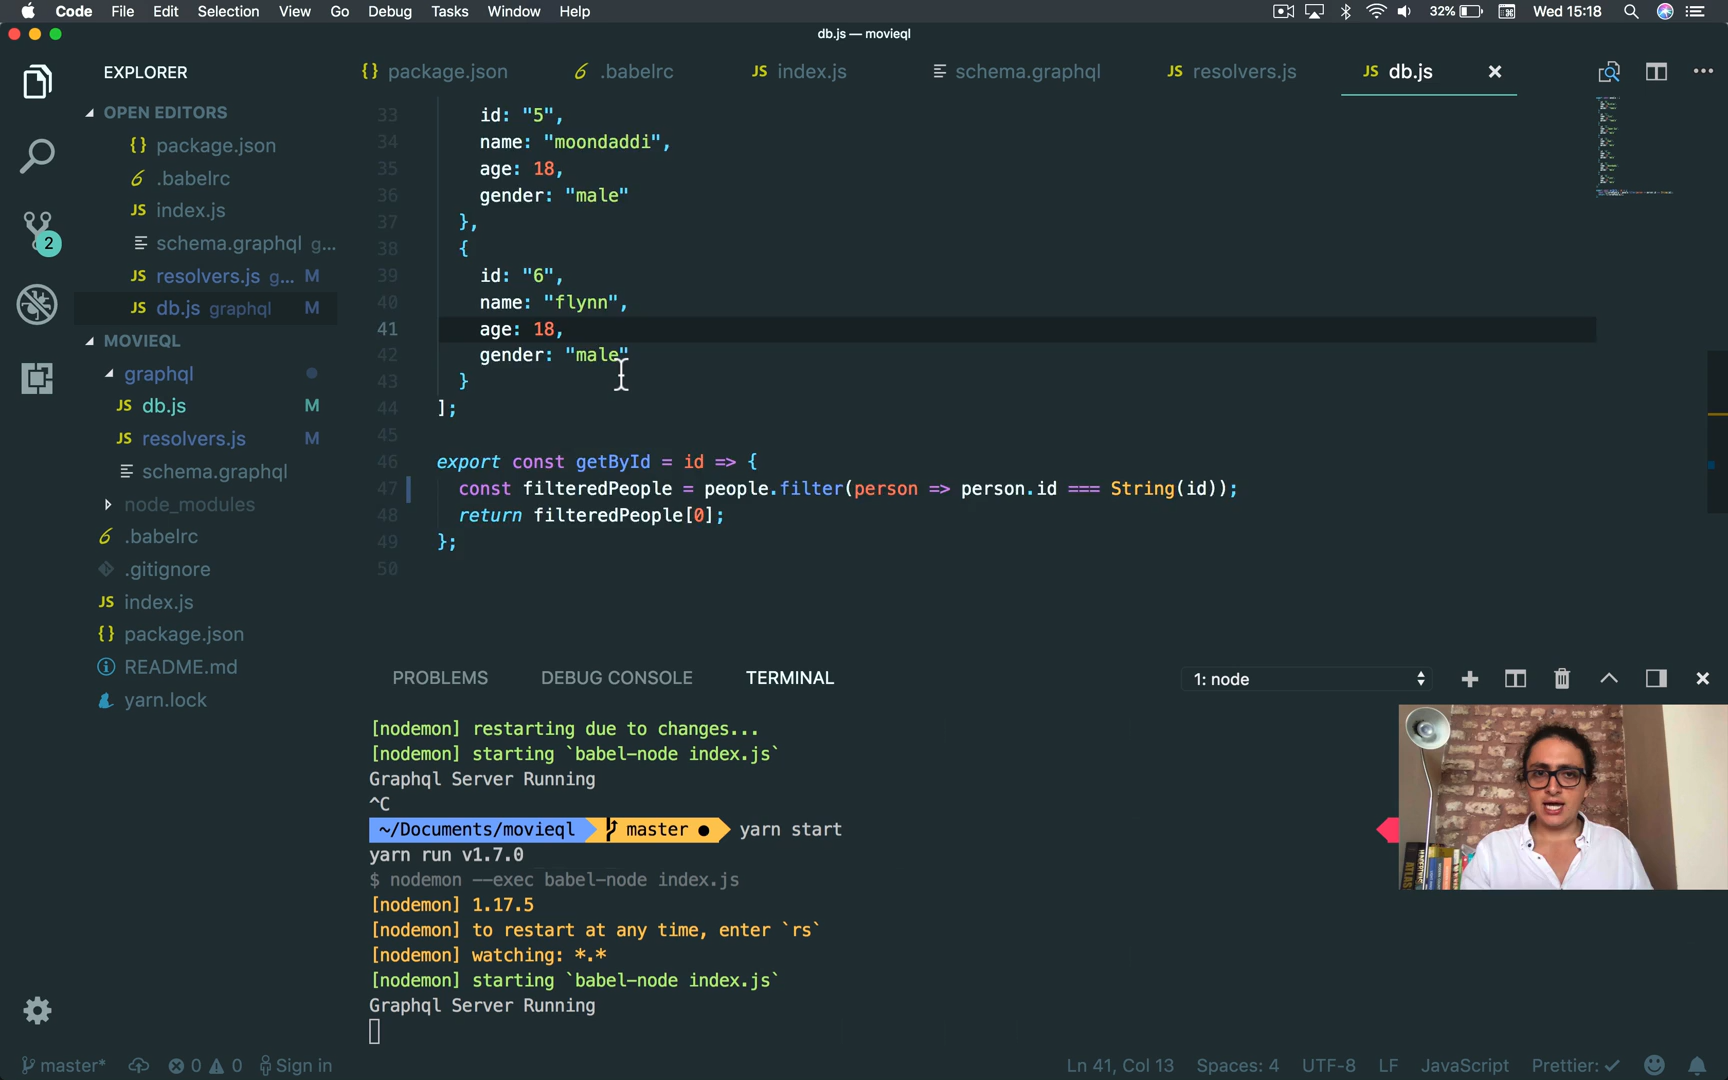 Code File Edit Selection View Go Debug Tasks Window Help 32% Wed 15:18
db.js — movieql
EXPLORER
OPEN EDITORS
package.json
.babelrc
index.js
schema.graphql g...
resolvers.js g... M
db.js graphql M
MOVIEQL
graphql
db.js M
resolvers.js M
schema.graphql
node_modules
.babelrc
.gitignore
index.js
package.json
README.md
yarn.lock
2
{} package.json .babelrc JS index.js schema.graphql JS resolvers.js JS db.js
33 id: "5",
34 name: "moondaddi",
35 age: 18,
36 gender: "male"
37 },
38 {
39 id: "6",
40 name: "flynn",
41 age: 18,
42 gender: "male"
43 }
44 ];
45
46 export const getById = id => {
47 const filteredPeople = people.filter(person => person.id === String(id));
48 return filteredPeople[0];
49 };
50
PROBLEMS DEBUG CONSOLE TERMINAL 1: node
[nodemon] restarting due to changes...
[nodemon] starting `babel-node index.js`
Graphql Server Running
^C
~/Documents/movieql master ● yarn start
yarn run v1.7.0
$ nodemon --exec babel-node index.js
[nodemon] 1.17.5
[nodemon] to restart at any time, enter `rs`
[nodemon] watching: *.*
[nodemon] starting `babel-node index.js`
Graphql Server Running
ATLAS
master* 0 0 Sign in Ln 41, Col 13 Spaces: 4 UTF-8 LF JavaScript Prettier: ✓